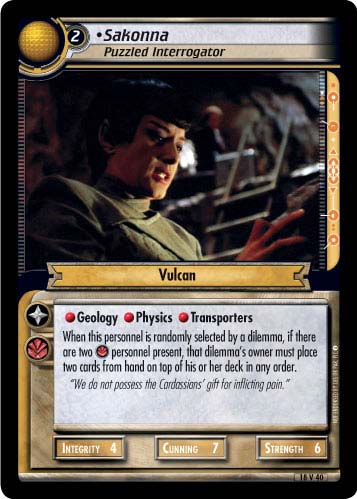 2 •Sakonna
Puzzled Interrogator
Vulcan
Geology Physics Transporters
When this personnel is randomly selected by a dilemma, if there
are two personnel present, that dilemma's owner must place
two cards from hand on top of his or her deck in any order.
"We do not possess the Cardassians' gift for inflicting pain."
INTEGRITY 4 CUNNING 7 STRENGTH 6
18 V 40